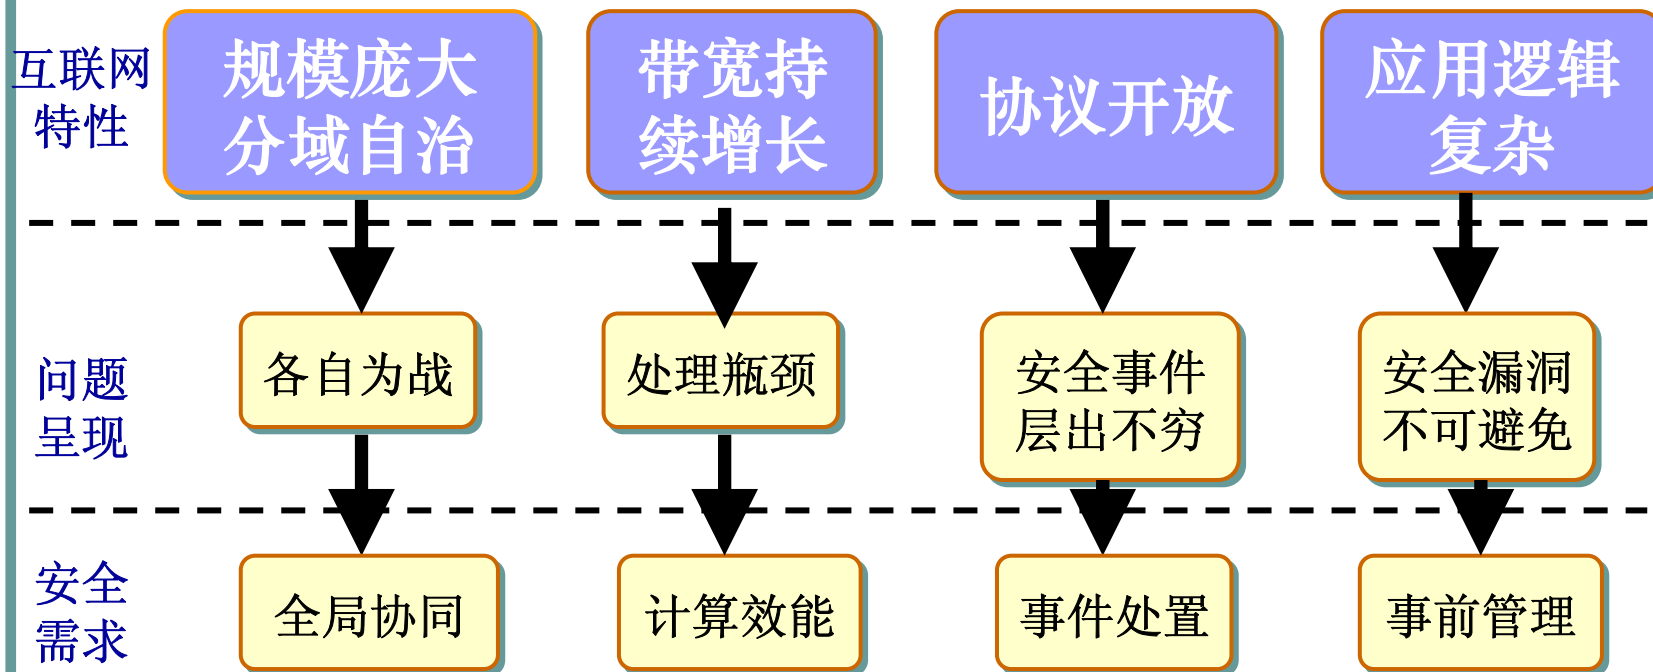 互联网
特性
规模庞大
分域自治
带宽持
续增长
协议开放
应用逻辑
复杂
问题
呈现
各自为战
处理瓶颈
安全事件
层出不穷
安全漏洞
不可避免
安全
需求
全局协同
计算效能
事件处置
事前管理